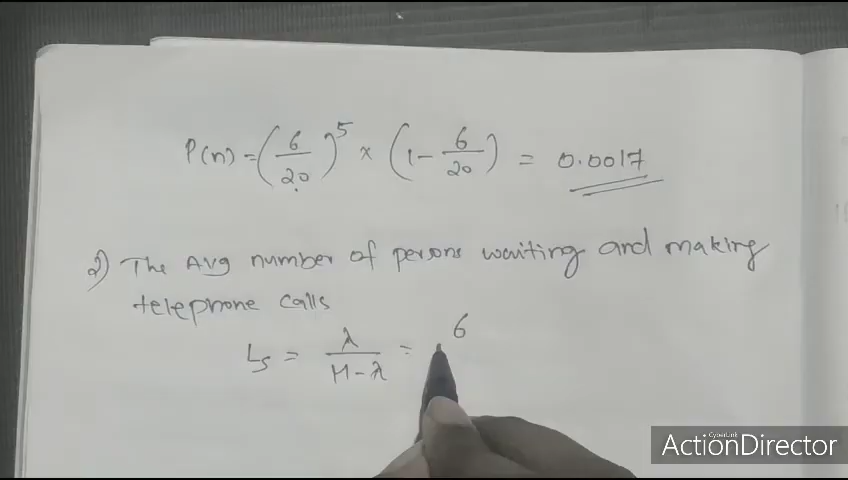 P(n) = (6/20)^5 × (1 - 6/20) = 0.0017
2) The Avg number of persons waiting and making
telephone calls
Ls = λ/(M-λ) = 6
CyberLink
ActionDirector